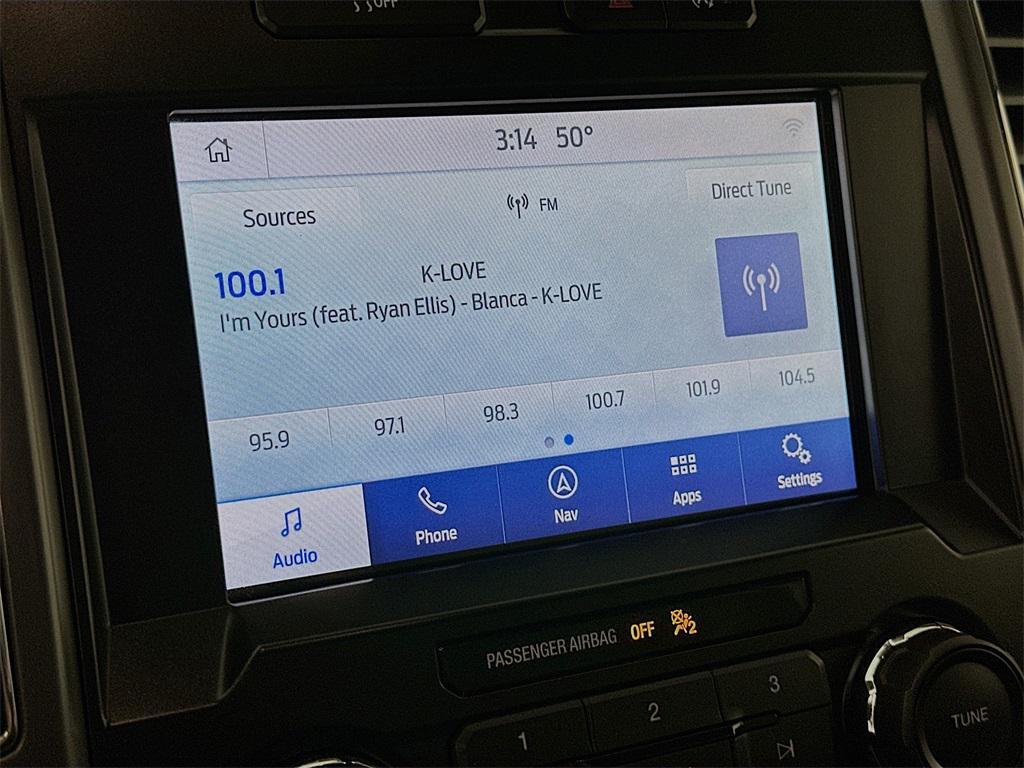 OFF
3:14 50°
Sources
FM
Direct Tune
100.1
K-LOVE
I'm Yours (feat. Ryan Ellis) - Blanca - K-LOVE
95.9 97.1 98.3 100.7 101.9 104.5
Audio Phone Nav Apps Settings
PASSENGER AIRBAG OFF 2
1 2 3
TUNE